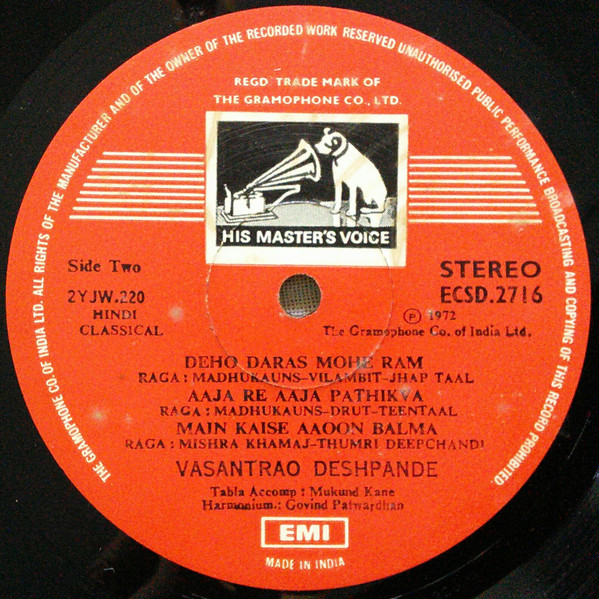 THE GRAMOPHONE CO. OF INDIA LTD. ALL RIGHTS OF THE MANUFACTURER AND OF THE OWNER OF THE RECORDED WORK RESERVED UNAUTHORISED PUBLIC PERFORMANCE BROADCASTING AND COPYING OF THIS RECORD PROHIBITED
REGD. TRADE MARK OF
THE GRAMOPHONE CO., LTD.
HIS MASTER'S VOICE
Side Two
STEREO
2YJW.220
ECSD.2716
HINDI
CLASSICAL
Ⓟ 1972
The Gramophone Co. of India Ltd.
DEHO DARAS MOHE RAM
RAGA: MADHUKAUNS-VILAMBIT-JHAP TAAL
AAJA RE AAJA PATHIKVA
RAGA: MADHUKAUNS-DRUT-TEENTAAL
MAIN KAISE AAOON BALMA
RAGA: MISHRA KHAMAJ-THUMRI DEEPCHANDI
VASANTRAO DESHPANDE
Tabla Accomp: Mukund Kane
Harmonium.: Govind Patwardhan
EMI
MADE IN INDIA